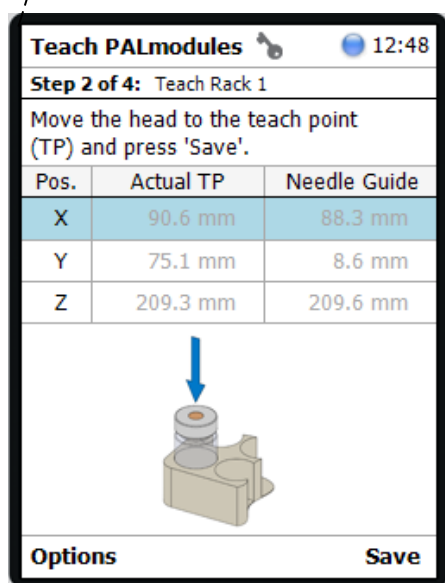 Teach PALmodules 12:48
Step 2 of 4: Teach Rack 1
Move the head to the teach point
(TP) and press 'Save'.
Pos. Actual TP Needle Guide
X 90.6 mm 88.3 mm
Y 75.1 mm 8.6 mm
Z 209.3 mm 209.6 mm
Options Save